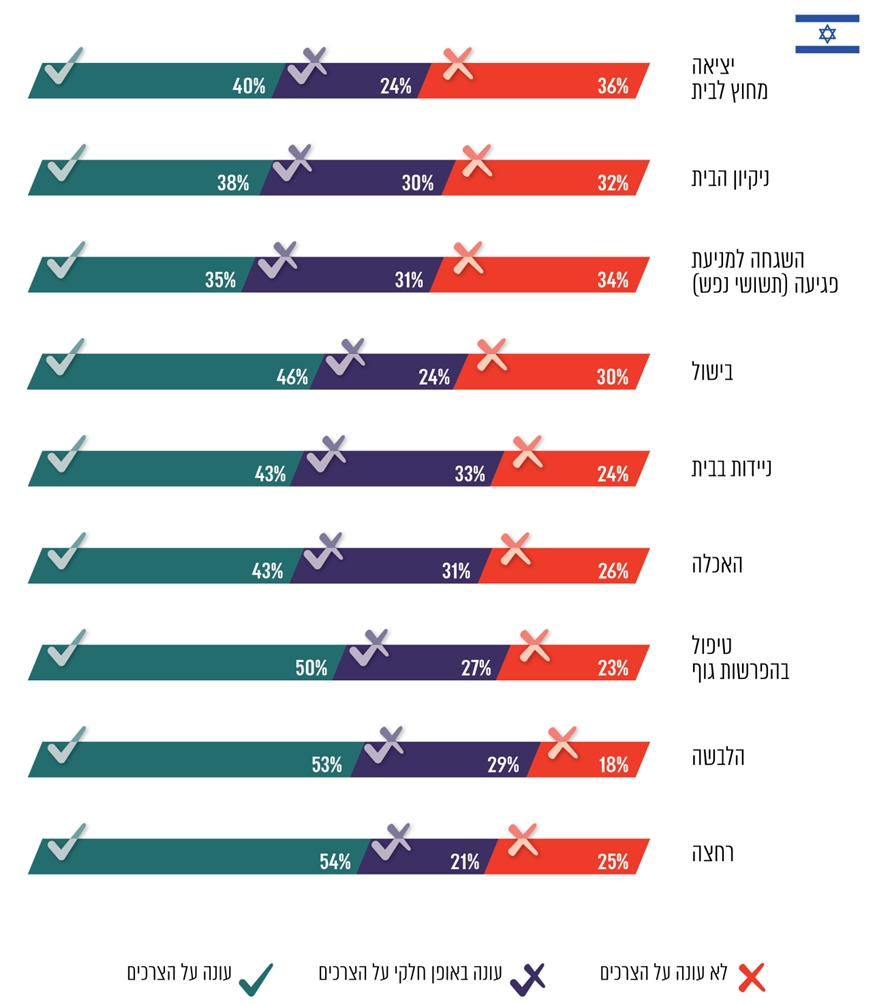 יציאה
מחוץ לבית
36% 24% 40%
ניקיון הבית
32% 30% 38%
השגחה למניעת
פגיעה (תשושי נפש)
34% 31% 35%
בישול
30% 24% 46%
ניידות בבית
24% 33% 43%
האכלה
26% 31% 43%
טיפול
בהפרשות גוף
23% 27% 50%
הלבשה
18% 29% 53%
רחצה
25% 21% 54%
לא עונה על הצרכים עונה באופן חלקי על הצרכים עונה על הצרכים